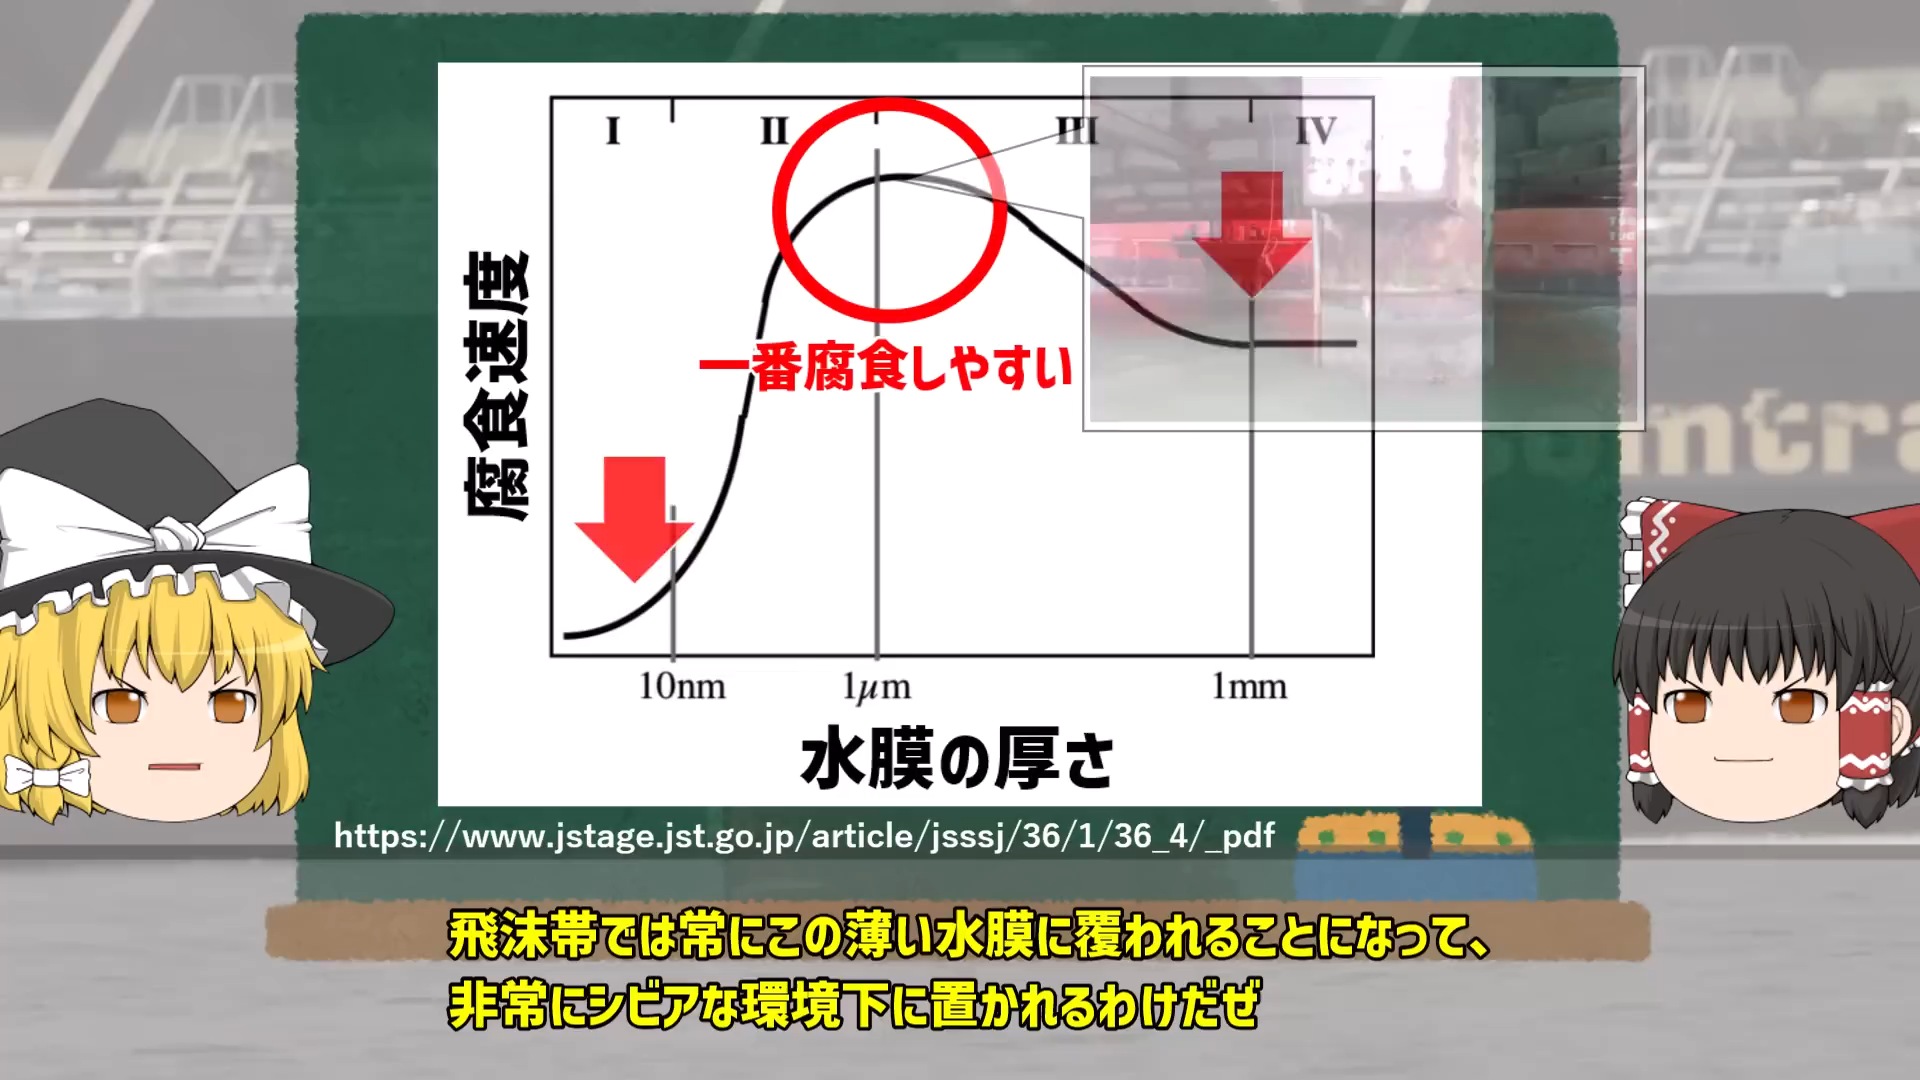 I II III IV
腐食速度
一番腐食しやすい
10nm 1μm 1mm
水膜の厚さ
https://www.jstage.jst.go.jp/article/jsssj/36/1/36_4/_pdf
飛沫帯では常にこの薄い水膜に覆われることになって、
非常にシビアな環境下に置かれるわけだぜ